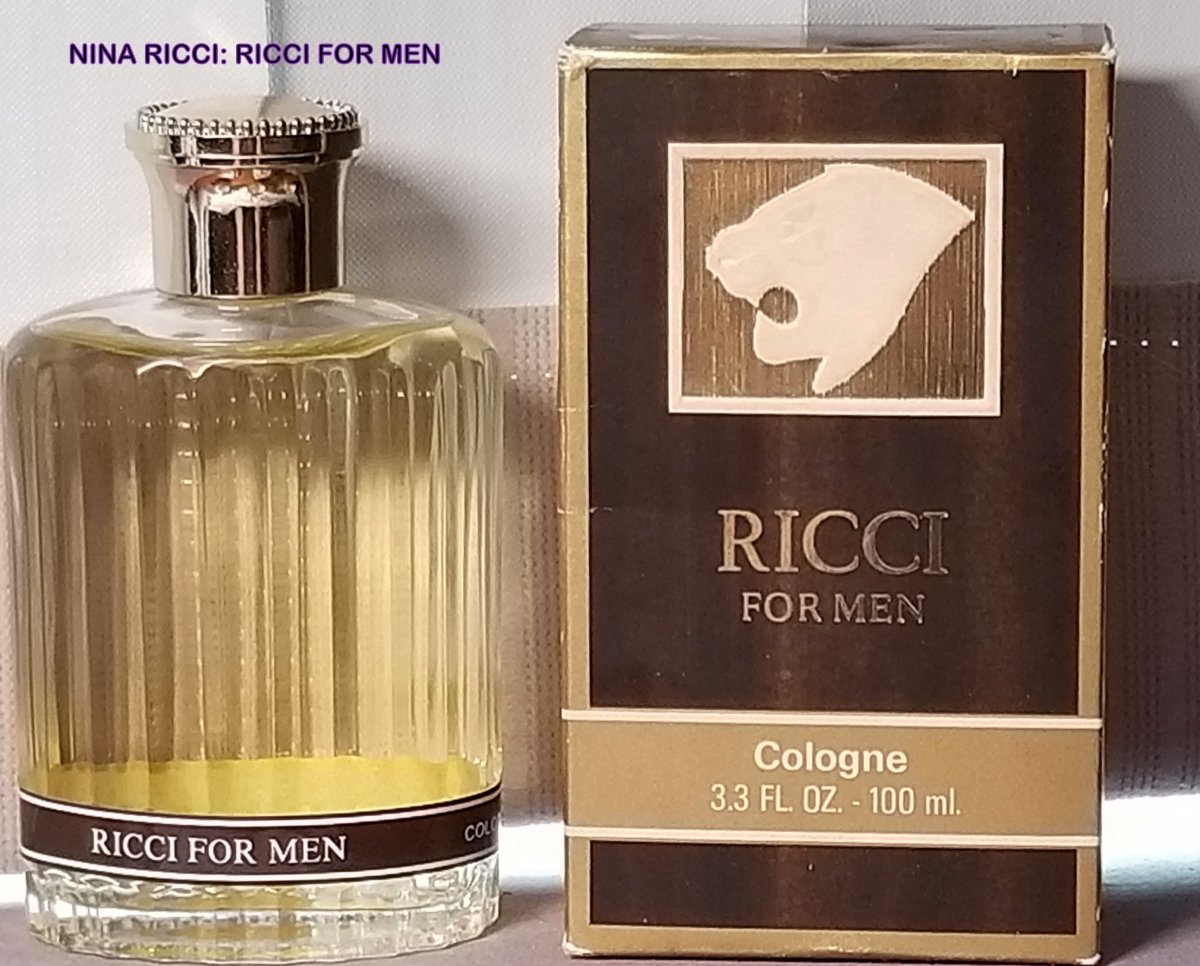 NINA RICCI: RICCI FOR MEN
RICCI
FOR MEN
Cologne
3.3 FL. OZ. - 100 ml.
RICCI FOR MEN